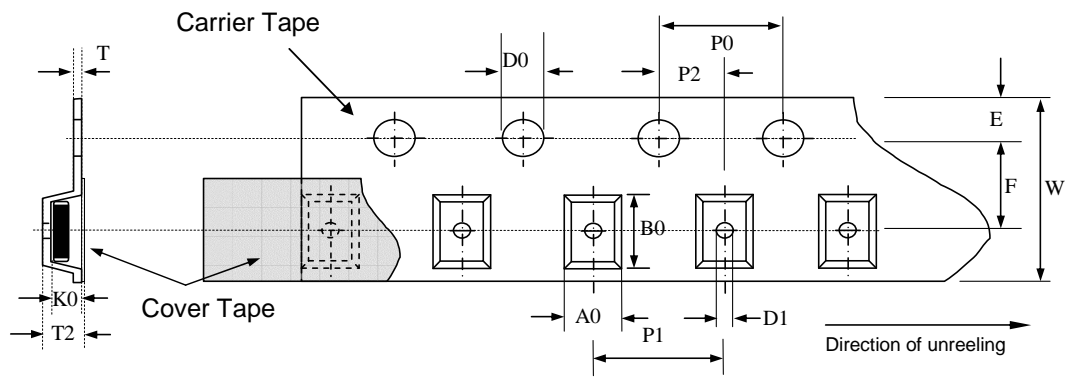 Carrier Tape
T
D0
P0
P2
E
F
W
B0
K0
Cover Tape
T2
A0
P1
D1
Direction of unreeling